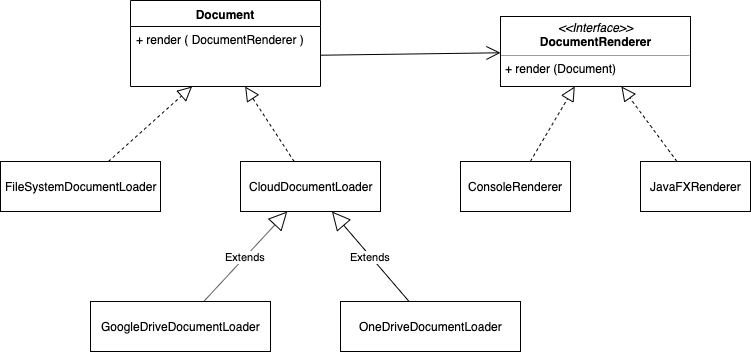 Document
+ render ( DocumentRenderer )
<<Interface>>
DocumentRenderer
+ render (Document)
FileSystemDocumentLoader
CloudDocumentLoader
ConsoleRenderer
JavaFXRenderer
Extends
Extends
GoogleDriveDocumentLoader
OneDriveDocumentLoader